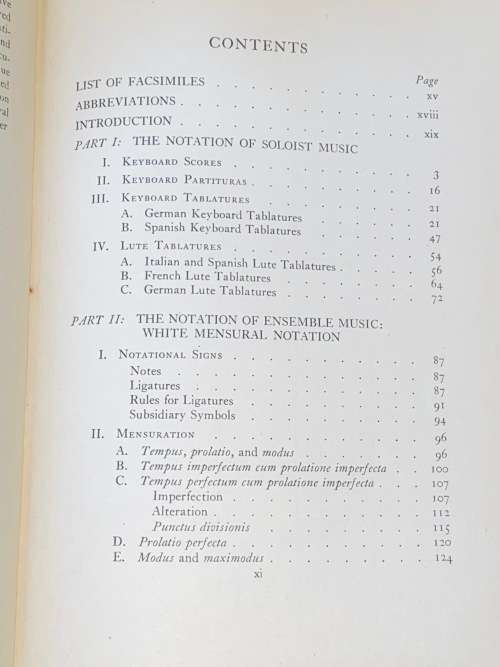 CONTENTS
Page
LIST OF FACSIMILES . . . . . . . . . . xv
ABBREVIATIONS . . . . . . . . . . . xviii
INTRODUCTION . . . . . . . . . . . xix
PART I: THE NOTATION OF SOLOIST MUSIC
I. KEYBOARD SCORES . . . . . . . . . 3
II. KEYBOARD PARTITURAS . . . . . . . . 16
III. KEYBOARD TABLATURES . . . . . . . . 21
A. German Keyboard Tablatures . . . . . . 21
B. Spanish Keyboard Tablatures . . . . . . 47
IV. LUTE TABLATURES . . . . . . . . . 54
A. Italian and Spanish Lute Tablatures . . . . . 56
B. French Lute Tablatures . . . . . . . 64
C. German Lute Tablatures . . . . . . . 72
PART II: THE NOTATION OF ENSEMBLE MUSIC:
WHITE MENSURAL NOTATION
I. NOTATIONAL SIGNS . . . . . . . . . 87
Notes . . . . . . . . . . . 87
Ligatures . . . . . . . . . . 87
Rules for Ligatures . . . . . . . . 91
Subsidiary Symbols . . . . . . . . 94
II. MENSURATION . . . . . . . . . 96
A. Tempus, prolatio, and modus . . . . . . 96
B. Tempus imperfectum cum prolatione imperfecta . . 100
C. Tempus perfectum cum prolatione imperfecta . . . 107
Imperfection . . . . . . . . . 107
Alteration . . . . . . . . . . 112
Punctus divisionis . . . . . . . . 115
D. Prolatio perfecta . . . . . . . . . 120
E. Modus and maximodus . . . . . . . . 124
xi